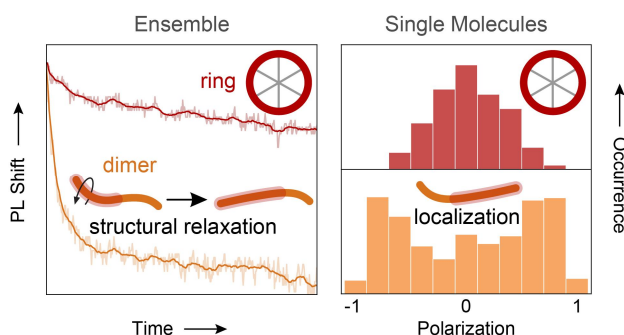 Ensemble
Single Molecules
ring
dimer
structural relaxation
PL Shift
Time
localization
Occurrence
-1 0 1
Polarization